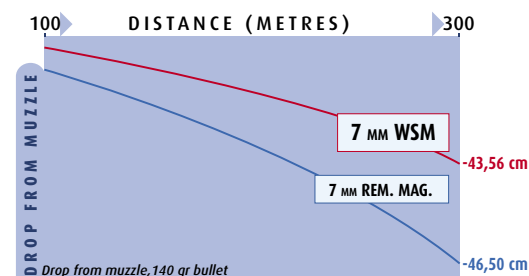 100 DISTANCE (METRES) 300
DROP FROM MUZZLE
7 MM WSM
-43,56 cm
7 MM REM. MAG.
-46,50 cm
Drop from muzzle,140 gr bullet